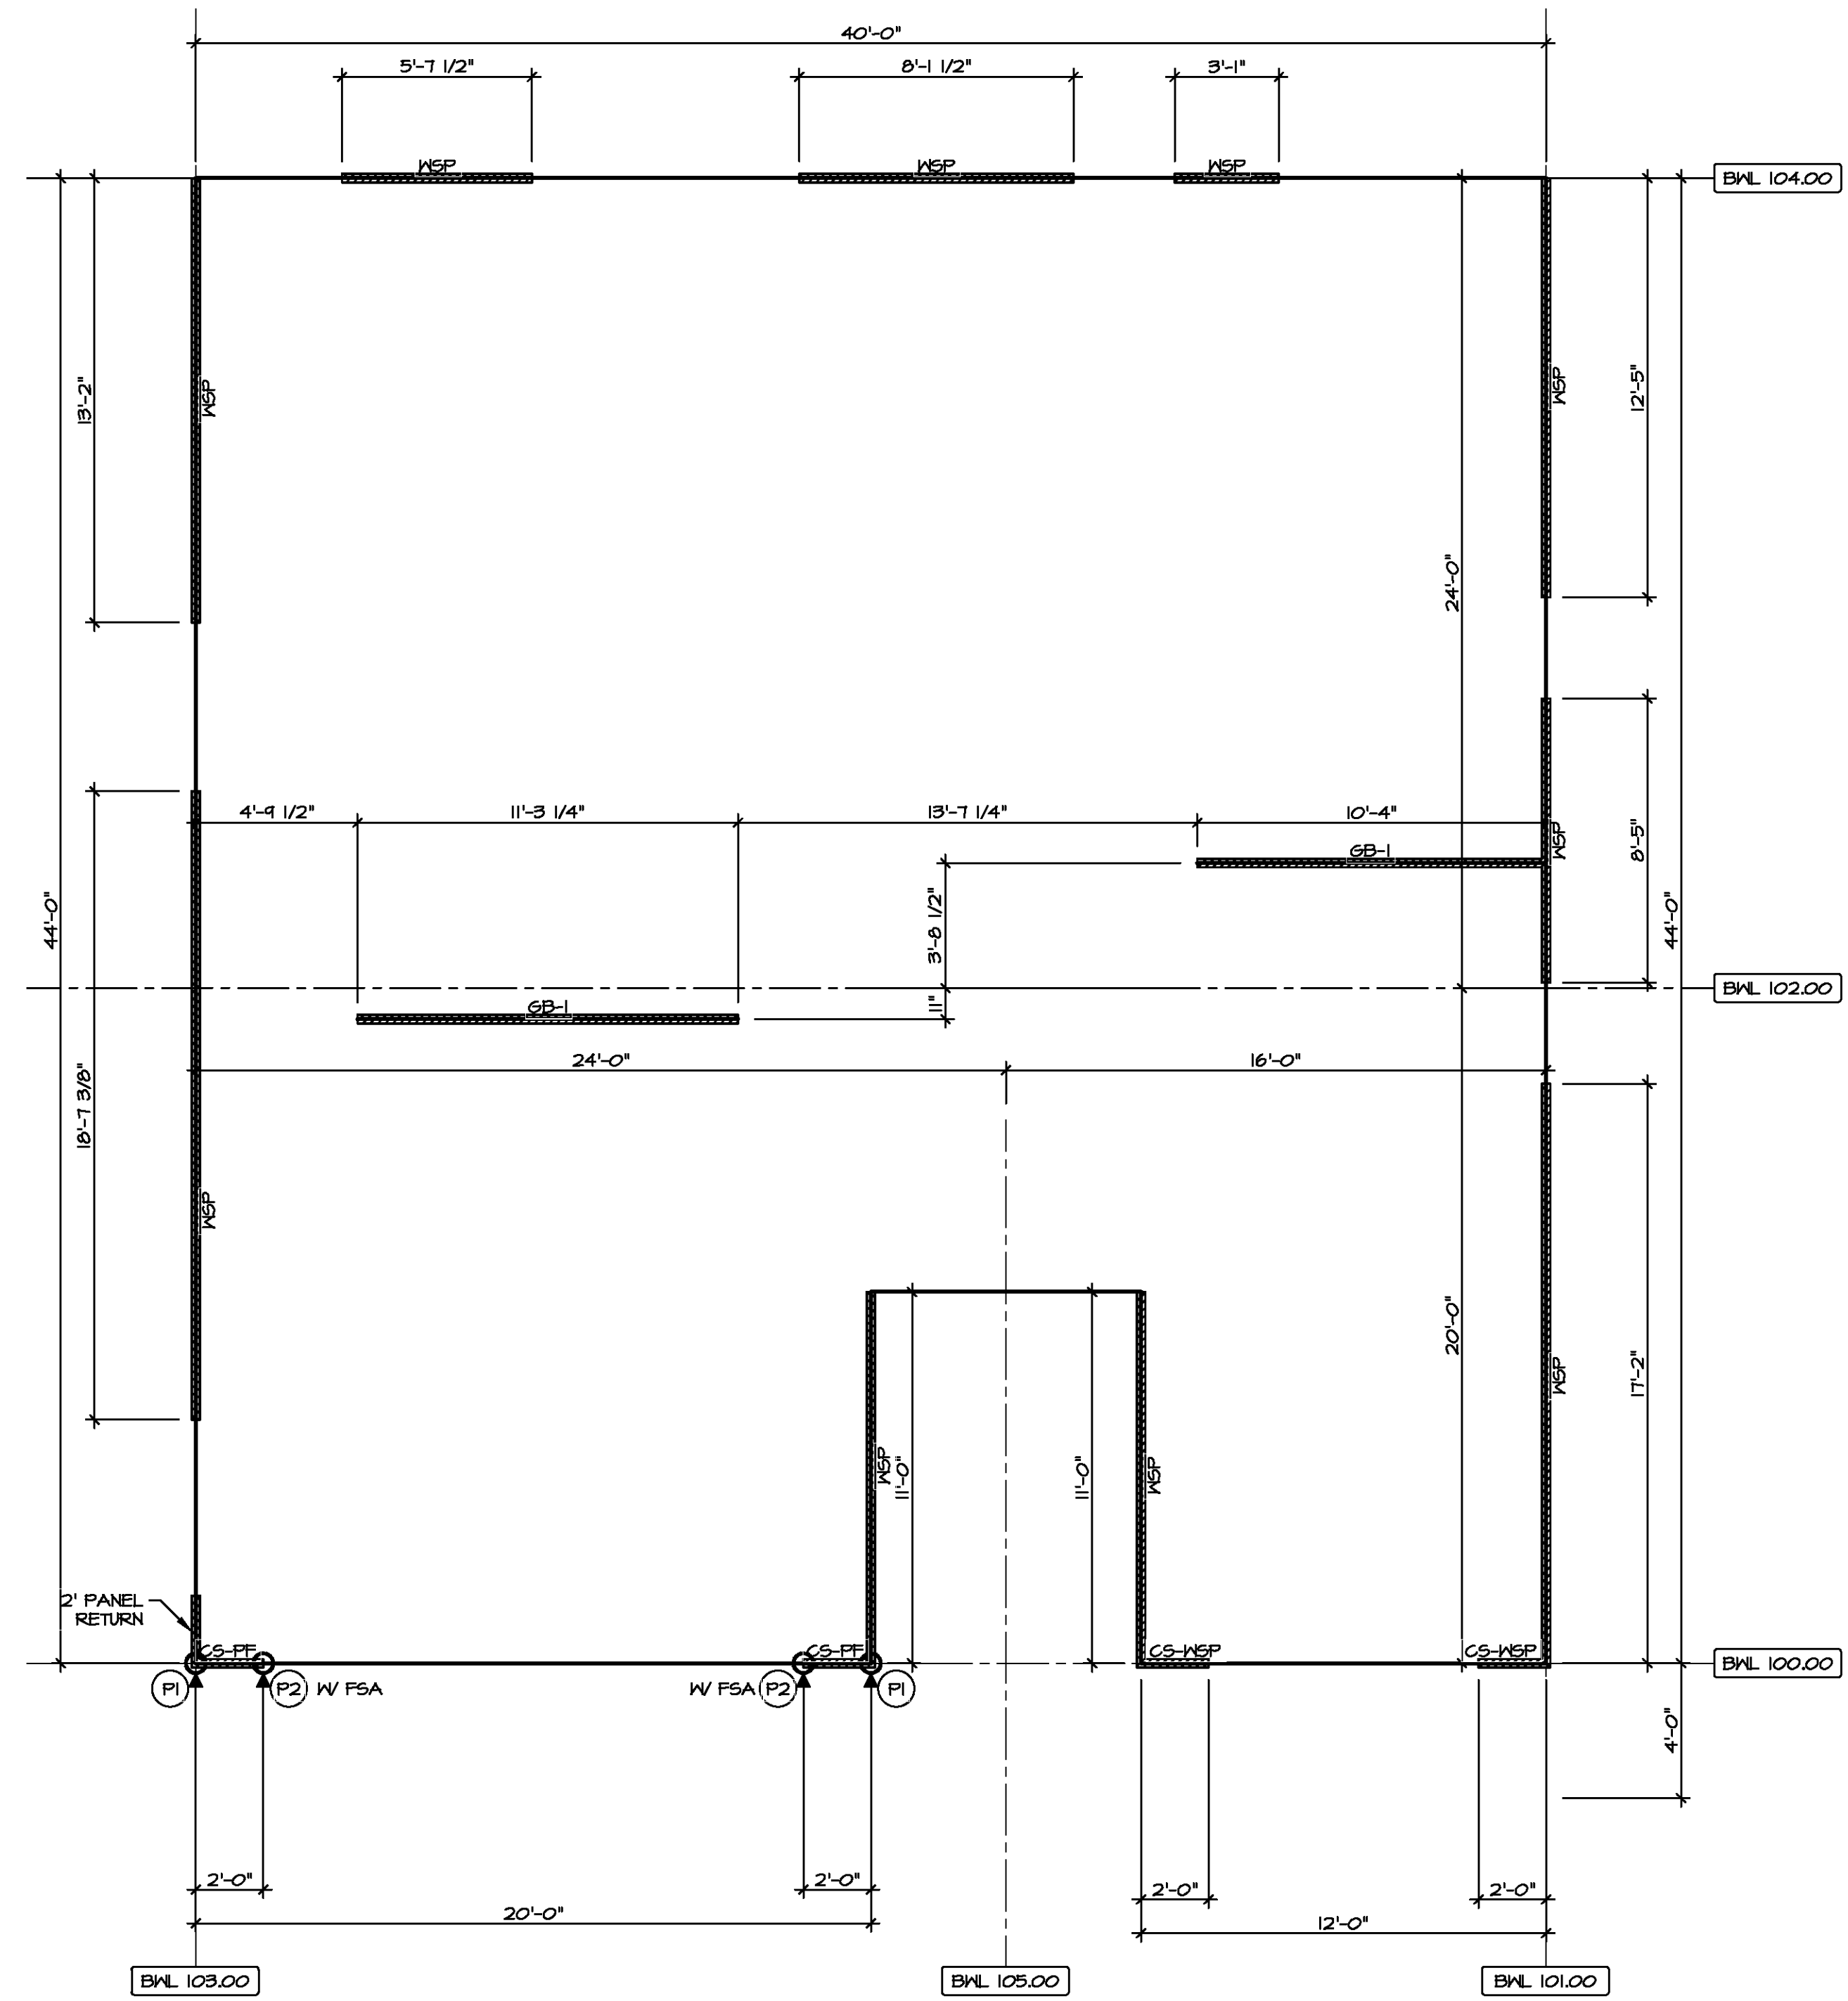 40'-0"
5'-7 1/2"
8'-1 1/2"
3'-1"
WSP
WSP
WSP
BWL 104.00
13'-2"
WSP
WSP
12'-5"
24'-0"
4'-9 1/2"
11'-3 1/4"
13'-7 1/4"
10'-4"
GB-1
WSP
8'-5"
44'-0"
3'-8 1/2"
44'-0"
BWL 102.00
GB-1
11"
24'-0"
16'-0"
18'-7 3/8"
WSP
20'-0"
WSP
17'-2"
WSP
11'-0"
11'-0"
WSP
2' PANEL
RETURN
CS-PF
CS-PF
CS-WSP
CS-WSP
BWL 100.00
P1
P2
W/ FSA
W/ FSA
P2
P1
4'-0"
2'-0"
2'-0"
2'-0"
2'-0"
20'-0"
12'-0"
BWL 103.00
BWL 105.00
BWL 101.00